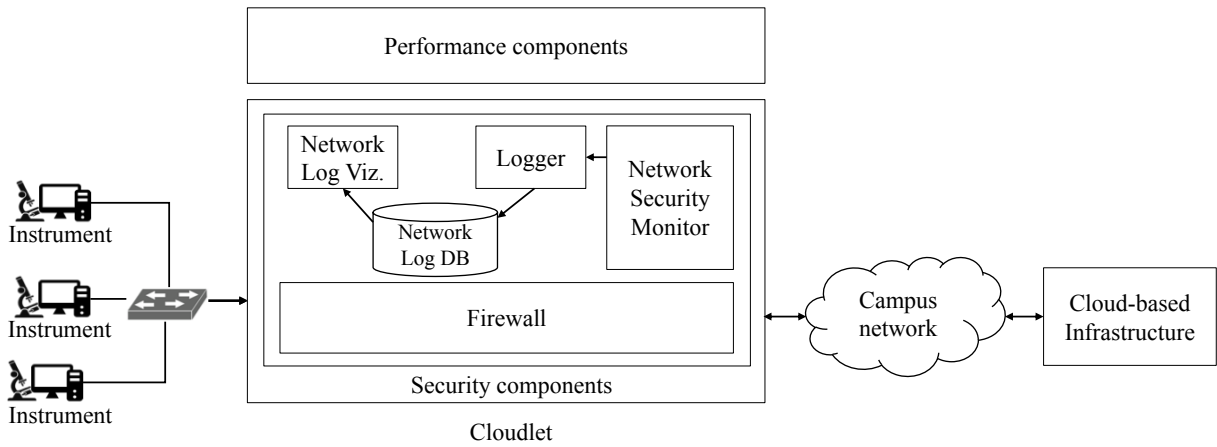 Performance components
Network
Log Viz.
Logger
Network
Security
Monitor
Network
Log DB
Firewall
Security components
Cloudlet
Instrument
Instrument
Instrument
Campus
network
Cloud-based
Infrastructure